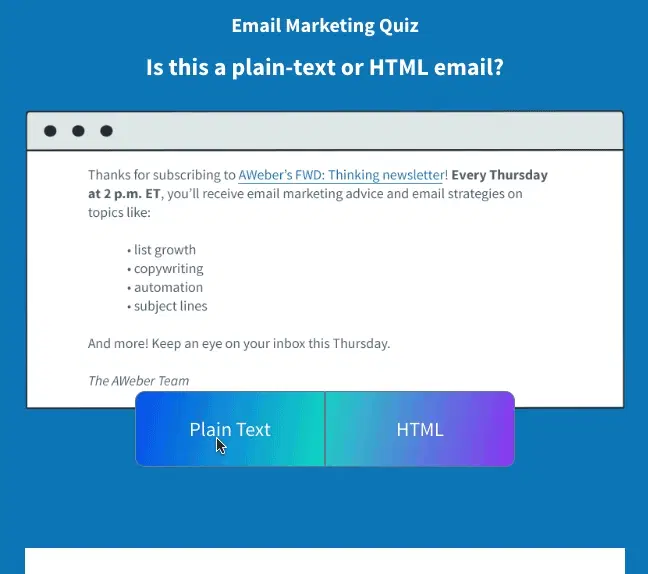 Email Marketing Quiz
Is this a plain-text or HTML email?
Thanks for subscribing to AWeber's FWD: Thinking newsletter! Every Thursday
at 2 p.m. ET, you'll receive email marketing advice and email strategies on
topics like:
• list growth
• copywriting
• automation
• subject lines
And more! Keep an eye on your inbox this Thursday.
The AWeber Team
Plain Text
HTML